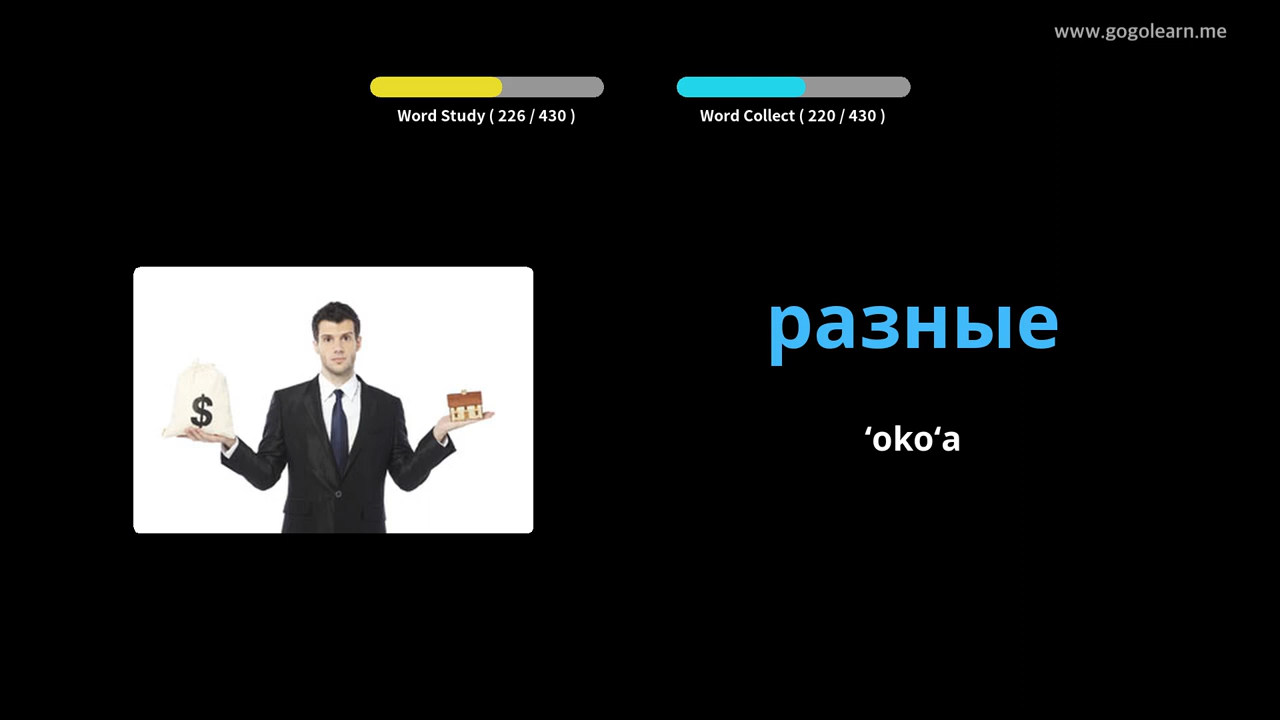 www.gogolearn.me
Word Study ( 226 / 430 )
Word Collect ( 220 / 430 )
разные
ʻokoʻa
$